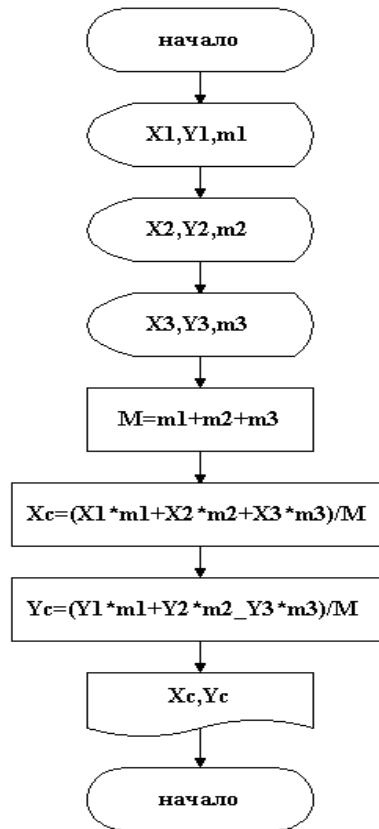 начало
X1,Y1,m1
X2,Y2,m2
X3,Y3,m3
M=m1+m2+m3
Xc=(X1*m1+X2*m2+X3*m3)/M
Yc=(Y1*m1+Y2*m2_Y3*m3)/M
Xc,Yc
начало